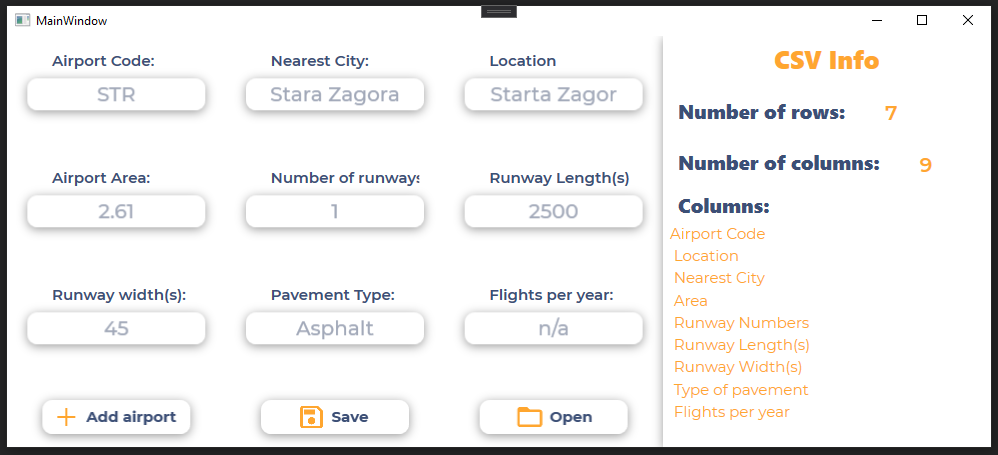 MainWindow
Airport Code:
STR
Nearest City:
Stara Zagora
Location
Starta Zagor
Airport Area:
2.61
Number of runways
1
Runway Length(s)
2500
Runway width(s):
45
Pavement Type:
Asphalt
Flights per year:
n/a
Add airport
Save
Open
CSV Info
Number of rows: 7
Number of columns: 9
Columns:
Airport Code
Location
Nearest City
Area
Runway Numbers
Runway Length(s)
Runway Width(s)
Type of pavement
Flights per year